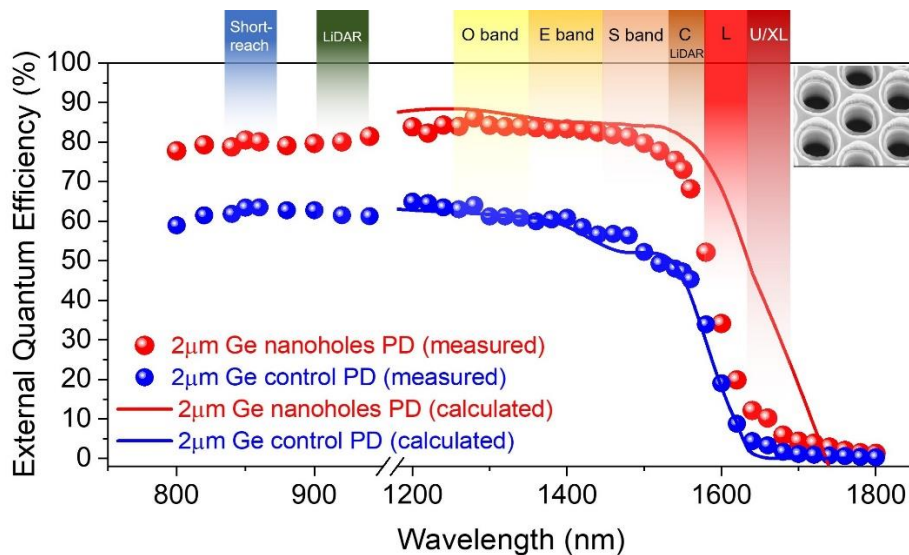 Short-
reach
LiDAR
O band
E band
S band
C
LiDAR
L
U/XL
External Quantum Efficiency (%)
100
90
80
70
60
50
40
30
20
10
0
2μm Ge nanoholes PD (measured)
2μm Ge control PD (measured)
2μm Ge nanoholes PD (calculated)
2μm Ge control PD (calculated)
800
900
1200
1400
1600
1800
Wavelength (nm)